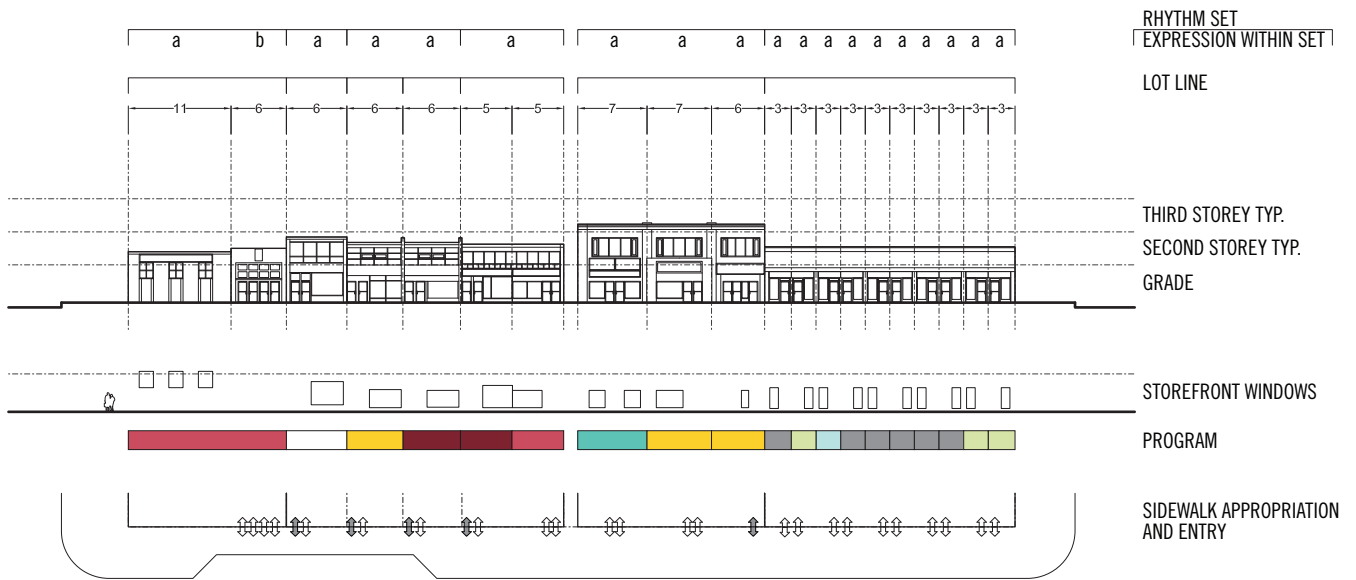 RHYTHM SET
a b a a a a a a a a a a a a a a a a a EXPRESSION WITHIN SET
LOT LINE
11 6 6 6 6 5 5 7 7 6 3 3 3 3 3 3 3 3 3 3
THIRD STOREY TYP.
SECOND STOREY TYP.
GRADE
STOREFRONT WINDOWS
PROGRAM
SIDEWALK APPROPRIATION
AND ENTRY